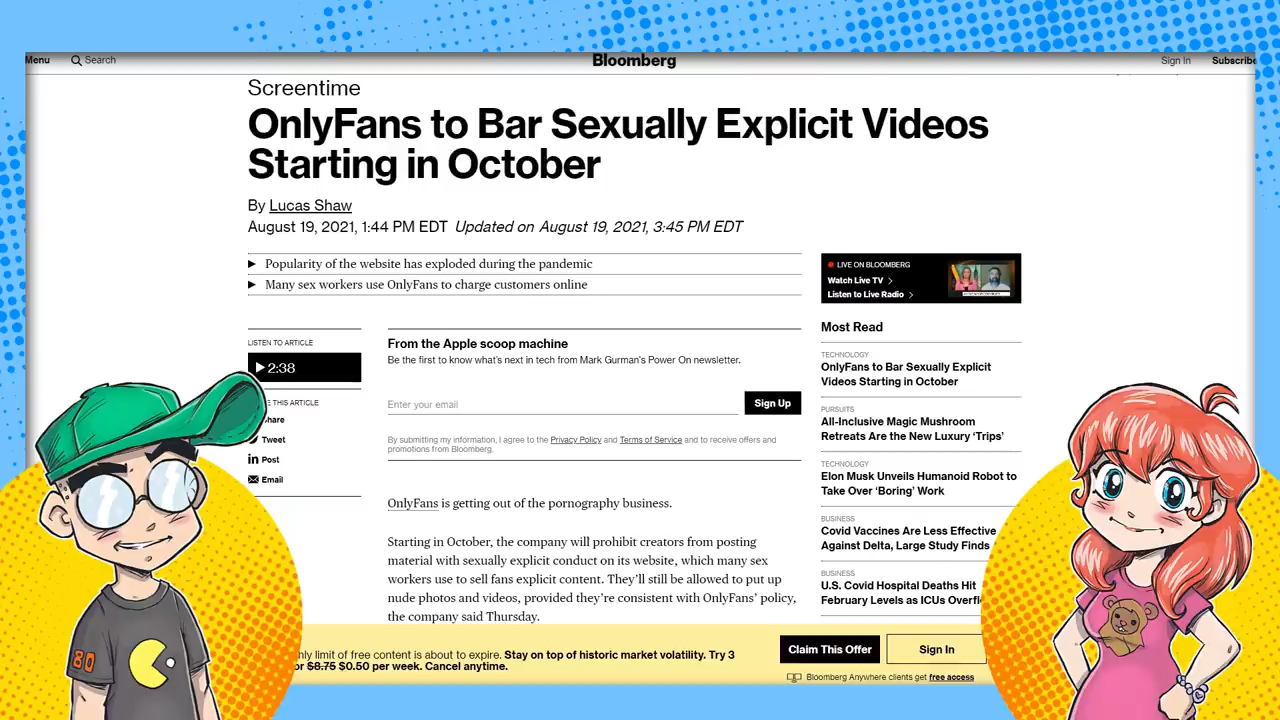 Menu
Search
Bloomberg
Sign In
Subscribe
Screentime
OnlyFans to Bar Sexually Explicit Videos
Starting in October
By Lucas Shaw
August 19, 2021, 1:44 PM EDT Updated on August 19, 2021, 3:45 PM EDT
Popularity of the website has exploded during the pandemic
Many sex workers use OnlyFans to charge customers online
LISTEN TO ARTICLE
2:38
THIS ARTICLE
Tweet
Post
Email
From the Apple scoop machine
Be the first to know what's next in tech from Mark Gurman's Power On newsletter.
Enter your email
Sign Up
By submitting my information, I agree to the Privacy Policy and Terms of Service and to receive offers and
promotions from Bloomberg.
OnlyFans is getting out of the pornography business.
Starting in October, the company will prohibit creators from posting
material with sexually explicit conduct on its website, which many sex
workers use to sell fans explicit content. They'll still be allowed to put up
nude photos and videos, provided they're consistent with OnlyFans' policy,
the company said Thursday.
LIVE ON BLOOMBERG
Watch Live TV
Listen to Live Radio
Most Read
TECHNOLOGY
OnlyFans to Bar Sexually Explicit
Videos Starting in October
PURSUITS
All-Inclusive Magic Mushroom
Retreats Are the New Luxury 'Trips'
TECHNOLOGY
Elon Musk Unveils Humanoid Robot to
Take Over 'Boring' Work
BUSINESS
Covid Vaccines Are Less Effective
Against Delta, Large Study Finds
BUSINESS
U.S. Covid Hospital Deaths Hit
February Levels as ICUs
limit of free content is about to expire. Stay on top of historic market volatility. Try 3
or $8.75 $0.50 per week. Cancel anytime.
Claim This Offer
Sign In
Bloomberg Anywhere clients get free access
80